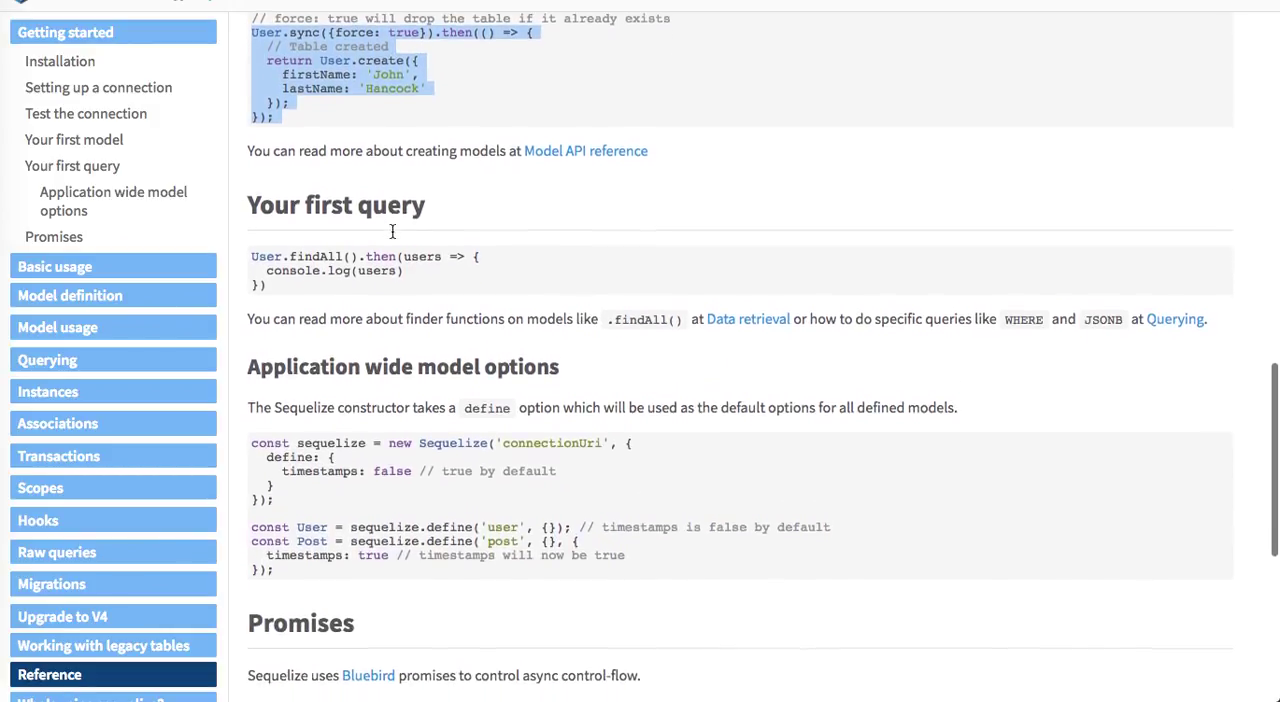 Getting started
Installation
Setting up a connection
Test the connection
Your first model
Your first query
Application wide model
options
Promises
Basic usage
Model definition
Model usage
Querying
Instances
Associations
Transactions
Scopes
Hooks
Raw queries
Migrations
Upgrade to V4
Working with legacy tables
Reference
// force: true will drop the table if it already exists
User.sync({force: true}).then(() => {
  // Table created
  return User.create({
    firstName: 'John',
    lastName: 'Hancock'
  });
});
You can read more about creating models at Model API reference
Your first query
User.findAll().then(users => {
  console.log(users)
})
You can read more about finder functions on models like .findAll() at Data retrieval or how to do specific queries like WHERE and JSONB at Querying.
Application wide model options
The Sequelize constructor takes a define option which will be used as the default options for all defined models.
const sequelize = new Sequelize('connectionUri', {
  define: {
    timestamps: false // true by default
  }
});
const User = sequelize.define('user', {}); // timestamps is false by default
const Post = sequelize.define('post', {}, {
  timestamps: true // timestamps will now be true
});
Promises
Sequelize uses Bluebird promises to control async control-flow.